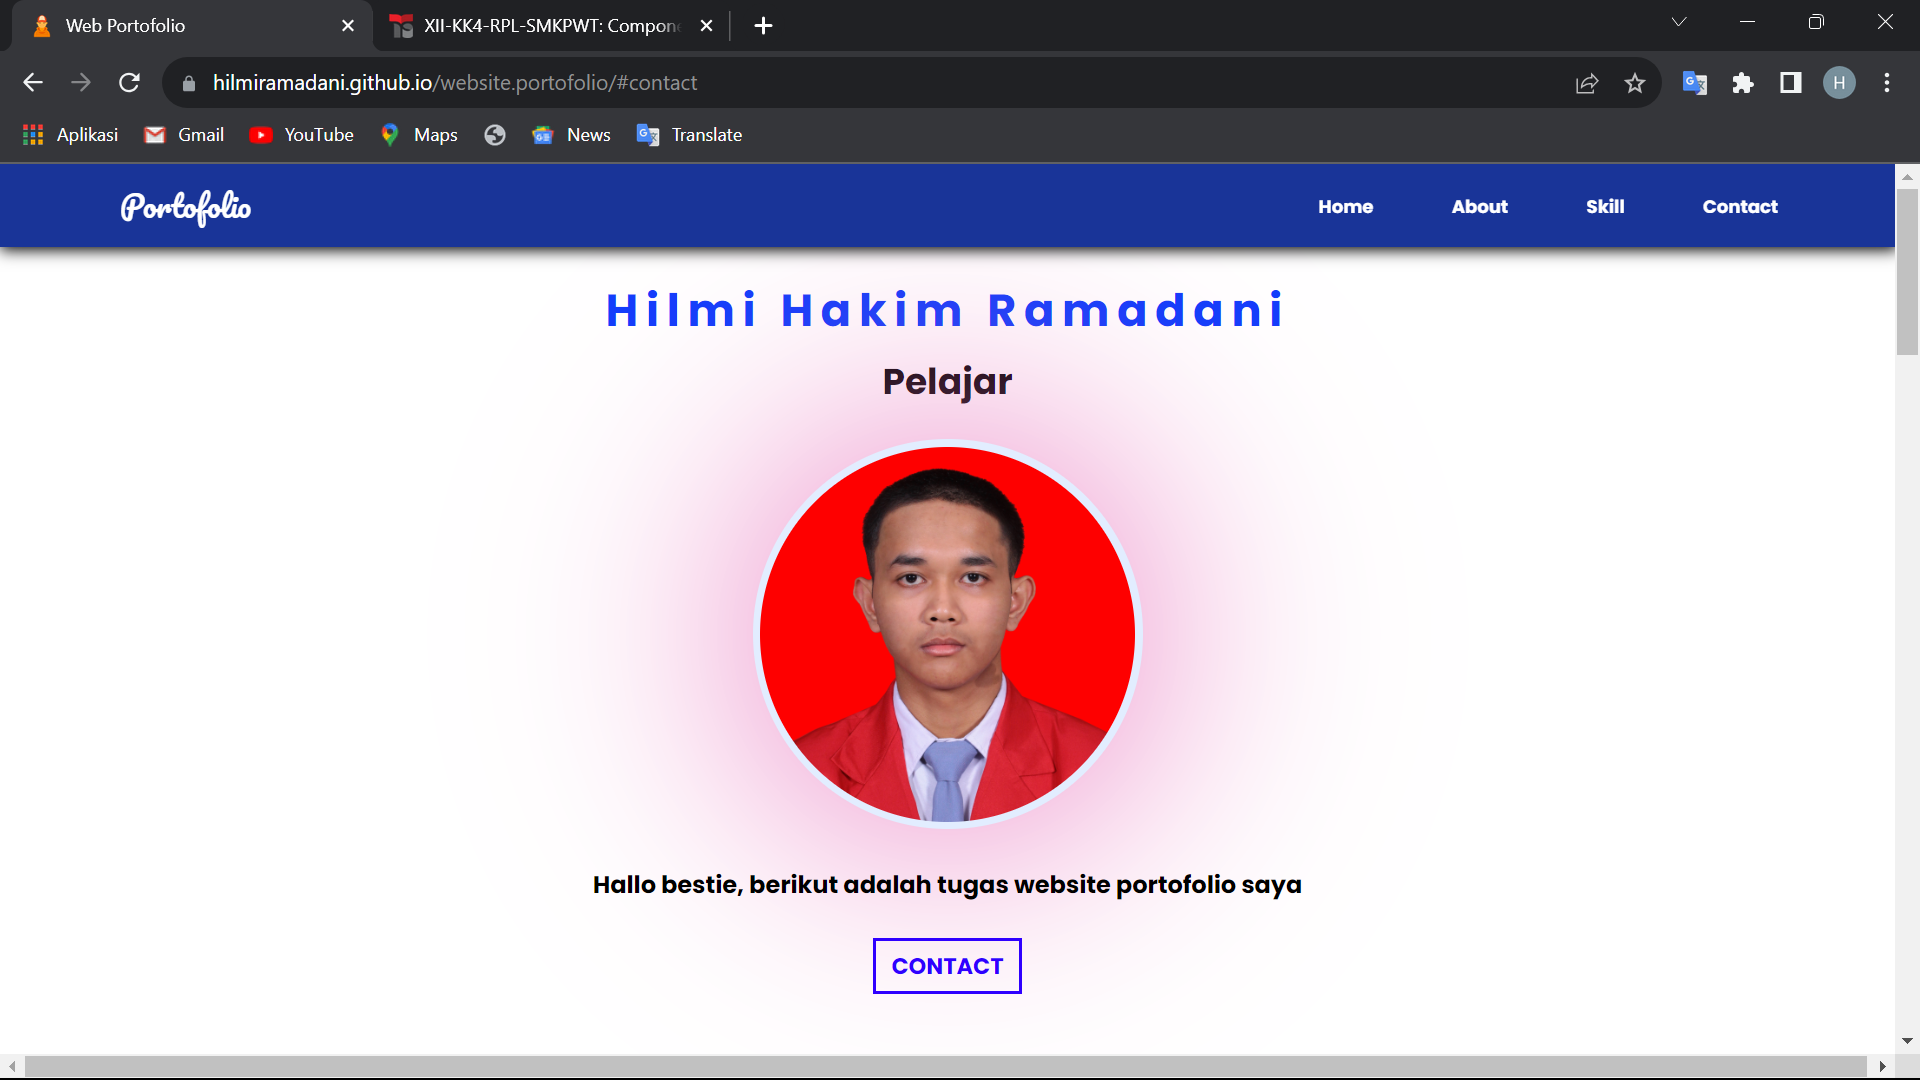 Web Portofolio
XII-KK4-RPL-SMKPWT: Compon
hilmiramadani.github.io/website.portofolio/#contact
H
Aplikasi Gmail YouTube Maps News Translate
Portofolio
Home About Skill Contact
Hilmi Hakim Ramadani
Pelajar
Hallo bestie, berikut adalah tugas website portofolio saya
CONTACT